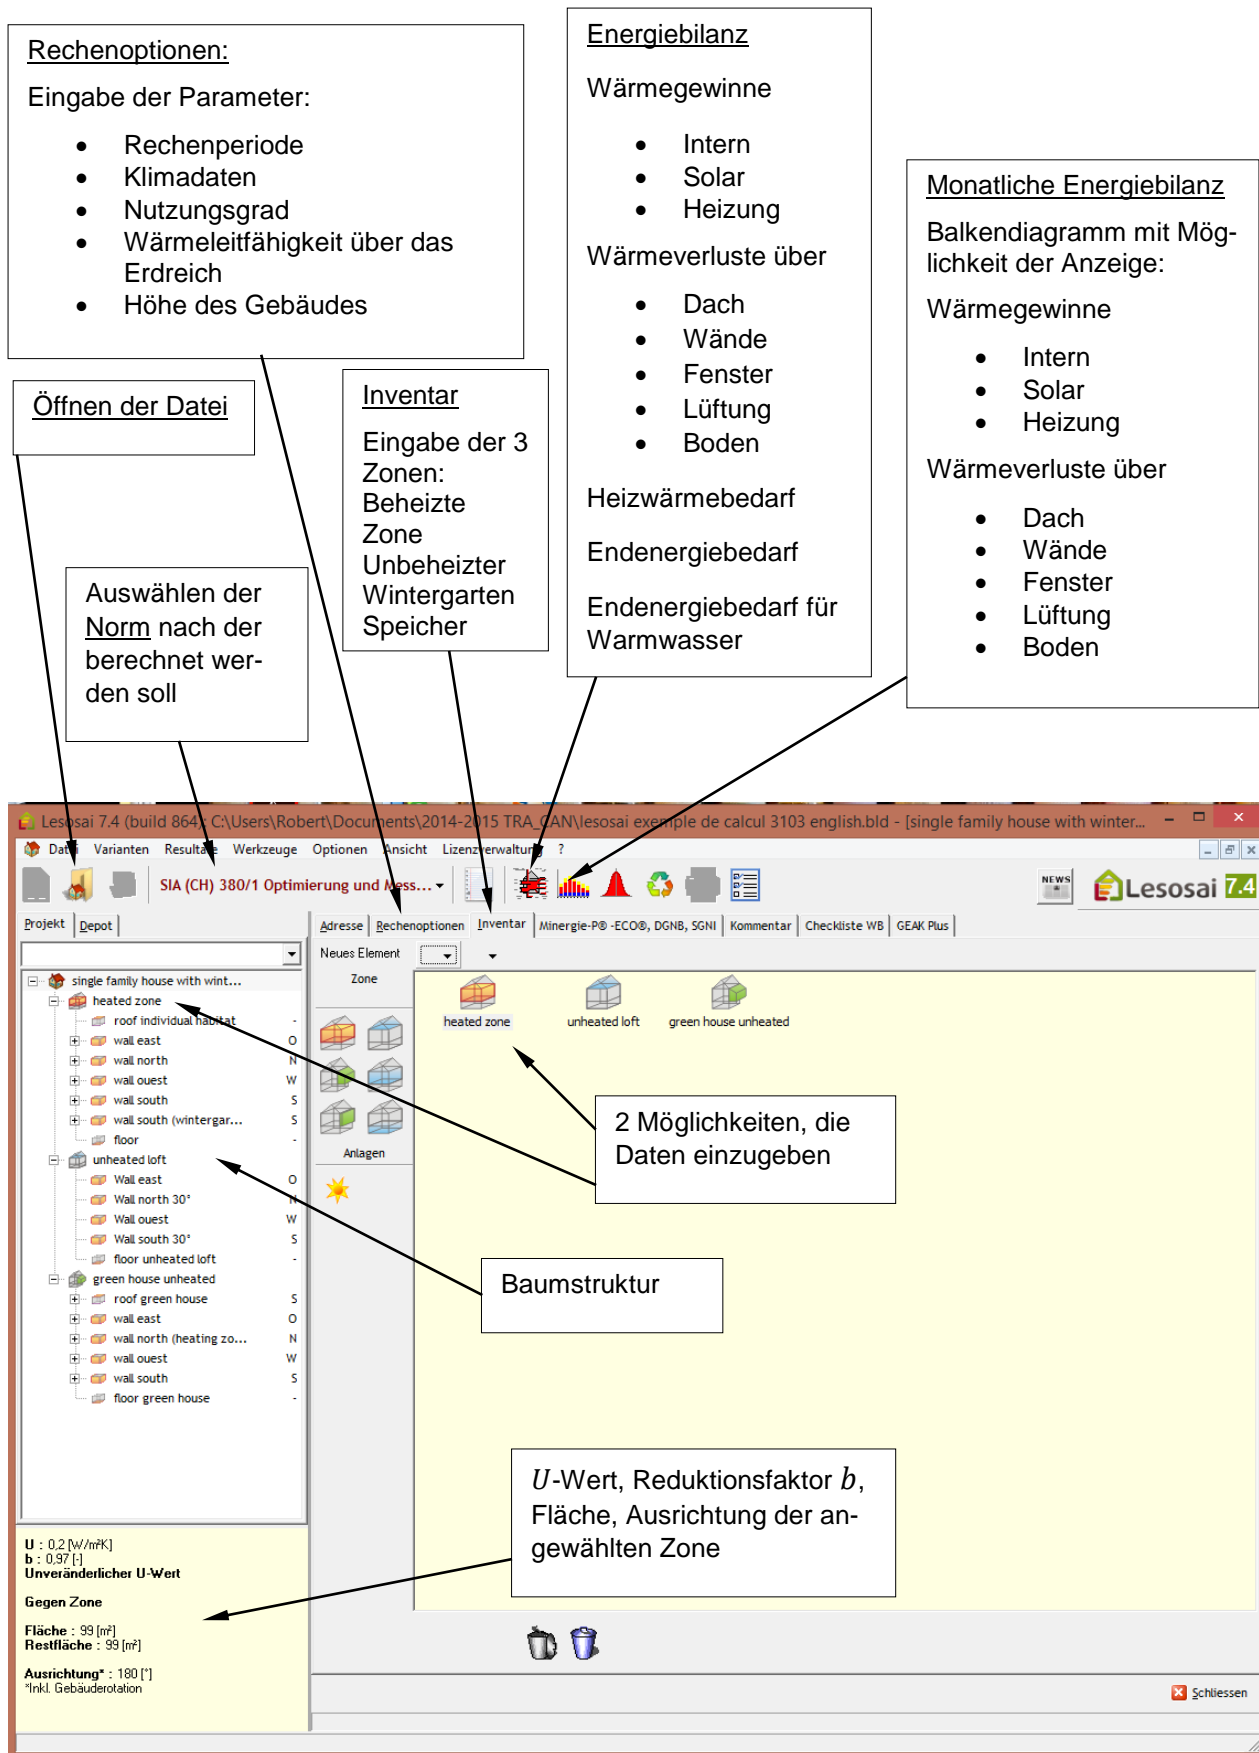 Rechenoptionen:
Eingabe der Parameter:
• Rechenperiode
• Klimadaten
• Nutzungsgrad
• Wärmeleitfähigkeit über das
Erdreich
• Höhe des Gebäudes
Energiebilanz
Wärmegewinne
• Intern
• Solar
• Heizung
Wärmeverluste über
• Dach
• Wände
• Fenster
• Lüftung
• Boden
Heizwärmebedarf
Endenergiebedarf
Endenergiebedarf für
Warmwasser
Monatliche Energiebilanz
Balkendiagramm mit Mög-
lichkeit der Anzeige:
Wärmegewinne
• Intern
• Solar
• Heizung
Wärmeverluste über
• Dach
• Wände
• Fenster
• Lüftung
• Boden
Öffnen der Datei
Inventar
Eingabe der 3
Zonen:
Beheizte
Zone
Unbeheizter
Wintergarten
Speicher
Auswählen der
Norm nach der
berechnet wer-
den soll
Lesosai 7.4 (build 864): C:\Users\Robert\Documents\2014-2015 TRA_CAN\lesosai exemple de calcul 3103 english.bld - [single family house with winter...
Datei Varianten Resultate Werkzeuge Optionen Ansicht Lizenzverwaltung ?
SIA (CH) 380/1 Optimierung und Mess...
NEWS
Lesosai 7.4
Projekt Depot
Adresse Rechenoptionen Inventar Minergie-P® -ECO®, DGNB, SGNI Kommentar Checkliste WB GEAK Plus
Neues Element
Zone
Anlagen
single family house with wint...
heated zone
roof individual habitat -
wall east O
wall north N
wall ouest W
wall south S
wall south (wintergar... S
floor -
unheated loft
Wall east O
Wall north 30° N
Wall ouest W
Wall south 30° S
floor unheated loft -
green house unheated
roof green house S
wall east O
wall north (heating zo... N
wall ouest W
wall south S
floor green house -
heated zone unheated loft green house unheated
2 Möglichkeiten, die
Daten einzugeben
Baumstruktur
U-Wert, Reduktionsfaktor b,
Fläche, Ausrichtung der an-
gewählten Zone
U : 0,2 [W/m²K]
b : 0,97 [-]
Unveränderlicher U-Wert
Gegen Zone
Fläche : 99 [m²]
Restfläche : 99 [m²]
Ausrichtung* : 180 [°]
*Inkl. Gebäuderotation
Schliessen